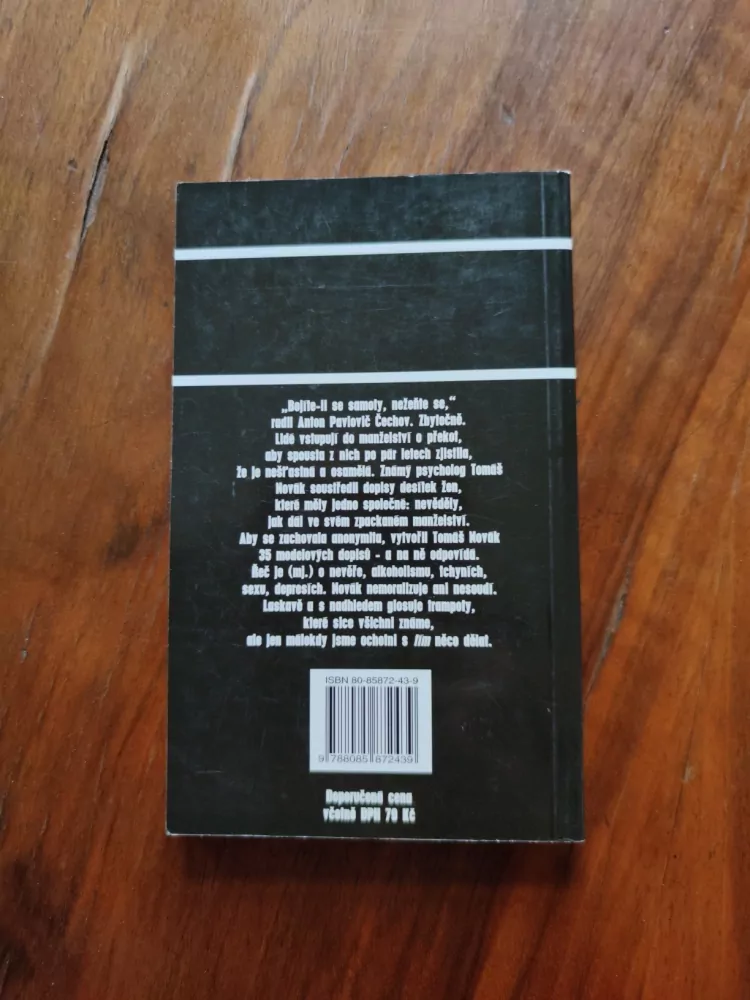 „Bojíte-li se samoty, nežeňte se,“
radil Anton Pavlovič Čechov. Zbytečně.
Lidé vstupují do manželství o překot,
aby spousta z nich po pár letech zjistila,
že je nešťastná a osamělá. Známý psycholog Tomáš
Novák soustředil dopisy desítek žen,
které měly jedno společné: nevěděly,
jak dál ve svém zpackaném manželství.
Aby se zachovala anonymita, vytvořil Tomáš Novák
35 modelových dopisů - a na ně odpovídá.
Řeč je (mj.) o nevěře, alkoholismu, tchyních,
sexu, depresích. Novák nemoralizuje ani nesoudí.
Laskavě a s nadhledem glosuje trampoty,
které sice všichni známe,
ale jen málokdy jsme ochotni s tím něco dělat.
ISBN 80-85872-43-9
9 788085 872439
Doporučená cena
včetně DPH 70 Kč